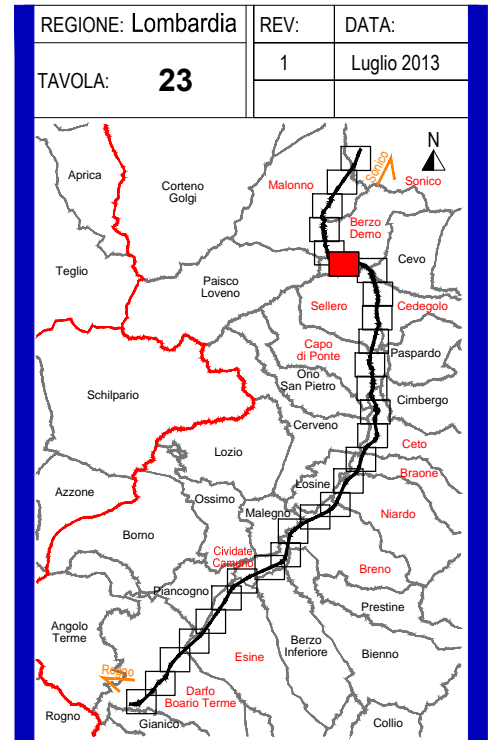 REGIONE: Lombardia
REV:
DATA:
TAVOLA: 23
1
Luglio 2013
N
Aprica
Corteno
Golgi
Malonno
Sonico
Sonico
Berzo
Demo
Cevo
Teglio
Paisco
Loveno
Sellero
Cedegolo
Capo
di Ponte
Paspardo
Ono
San Pietro
Schilpario
Cimbergo
Cerveno
Ceto
Lozio
Braone
Losine
Azzone
Ossimo
Malegno
Niardo
Borno
Cividate
Camuno
Breno
Piancogno
Prestine
Angolo
Terme
Berzo
Inferiore
Bienno
Esine
Rogno
Darfo
Boario Terme
Rogno
Gianico
Collio